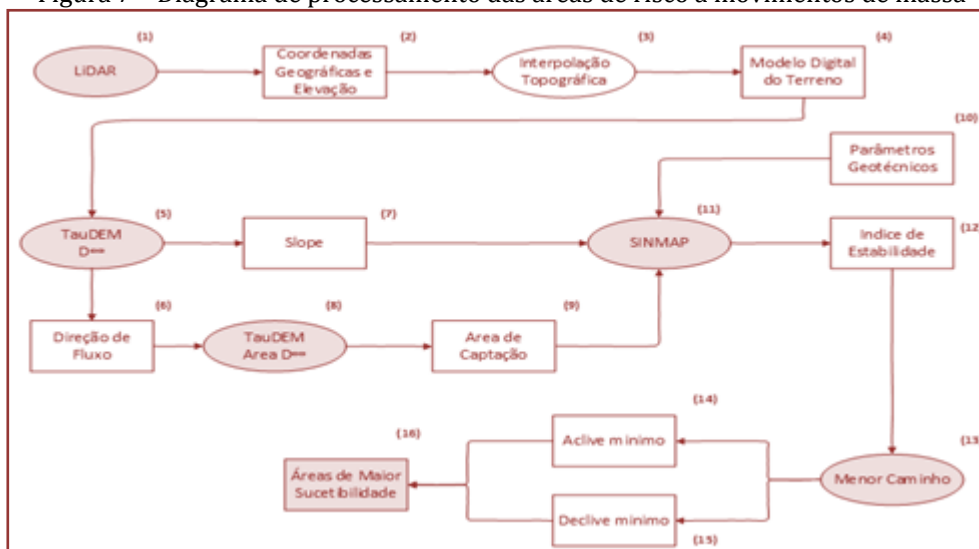 Figura 7 – Diagrama de processamento das áreas de risco a movimentos de massa
(1)
LiDAR
(2)
Coordenadas
Geográficas e
Elevação
(3)
Interpolação
Topográfica
(4)
Modelo Digital
do Terreno
(5)
TauDEM
D∞
(6)
Direção de
Fluxo
(7)
Slope
(8)
TauDEM
Area D∞
(9)
Area de
Captação
(10)
Parâmetros
Geotécnicos
(11)
SINMAP
(12)
Indice de
Estabilidade
(13)
Menor Caminho
(14)
Aclive minimo
(15)
Declive minimo
(16)
Áreas de Maior
Sucetibilidade